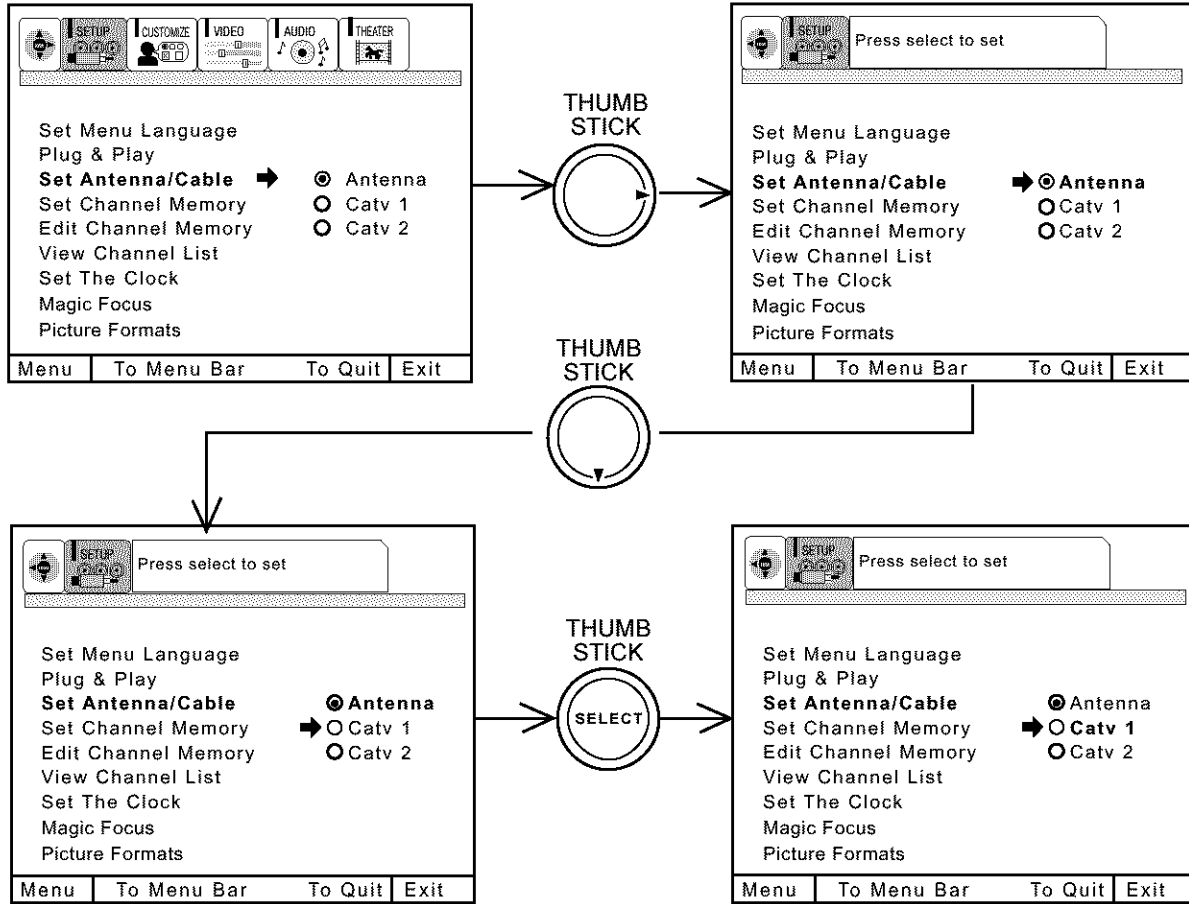 SETUP
CUSTOMIZE
VIDEO
AUDIO
THEATER
Set Menu Language
Plug & Play
Set Antenna/Cable
Set Channel Memory
Edit Channel Memory
View Channel List
Set The Clock
Magic Focus
Picture Formats
Antenna
Catv 1
Catv 2
Menu To Menu Bar To Quit Exit
THUMB
STICK
SETUP
Press select to set
Set Menu Language
Plug & Play
Set Antenna/Cable
Set Channel Memory
Edit Channel Memory
View Channel List
Set The Clock
Magic Focus
Picture Formats
Antenna
Catv 1
Catv 2
Menu To Menu Bar To Quit Exit
THUMB
STICK
SETUP
Press select to set
Set Menu Language
Plug & Play
Set Antenna/Cable
Set Channel Memory
Edit Channel Memory
View Channel List
Set The Clock
Magic Focus
Picture Formats
Antenna
Catv 1
Catv 2
Menu To Menu Bar To Quit Exit
THUMB
STICK
SELECT
SETUP
Press select to set
Set Menu Language
Plug & Play
Set Antenna/Cable
Set Channel Memory
Edit Channel Memory
View Channel List
Set The Clock
Magic Focus
Picture Formats
Antenna
Catv 1
Catv 2
Menu To Menu Bar To Quit Exit